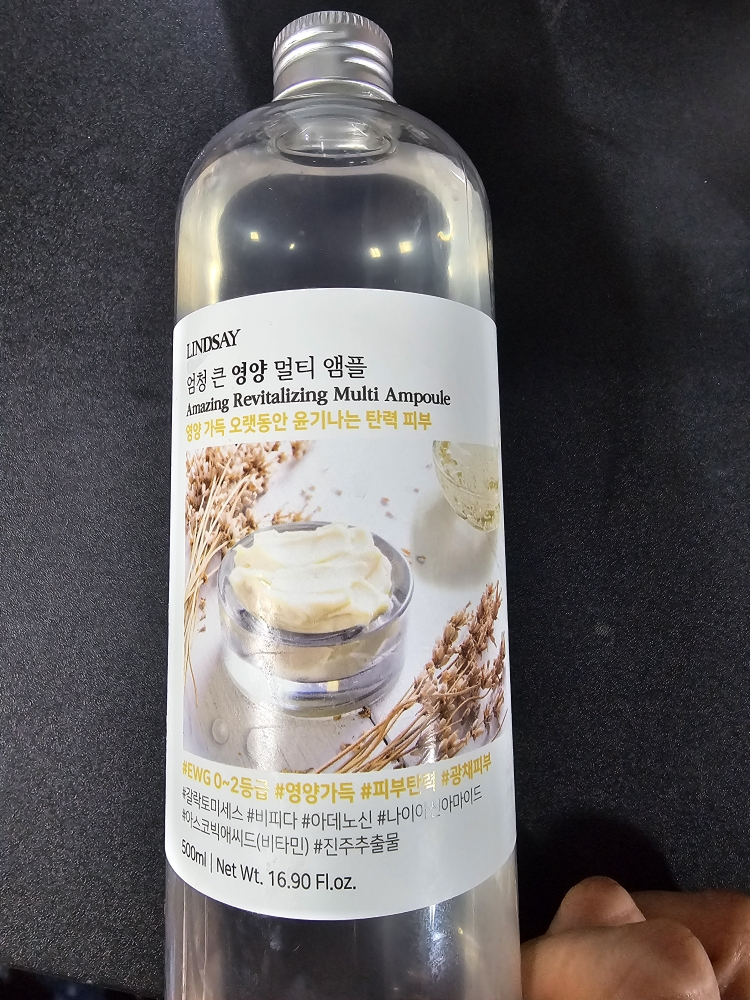 LINDSAY
엄청 큰 영양 멀티 앰플
Amazing Revitalizing Multi Ampoule
영양 가득 오랫동안 윤기나는 탄력 피부
#EWG 0~2등급 #영양가득 #피부탄력 #광채피부
#갈락토미세스 #비피다 #아데노신 #나이아신아마이드
#아스코빅애씨드(비타민) #진주추출물
500ml | Net Wt. 16.90 Fl.oz.